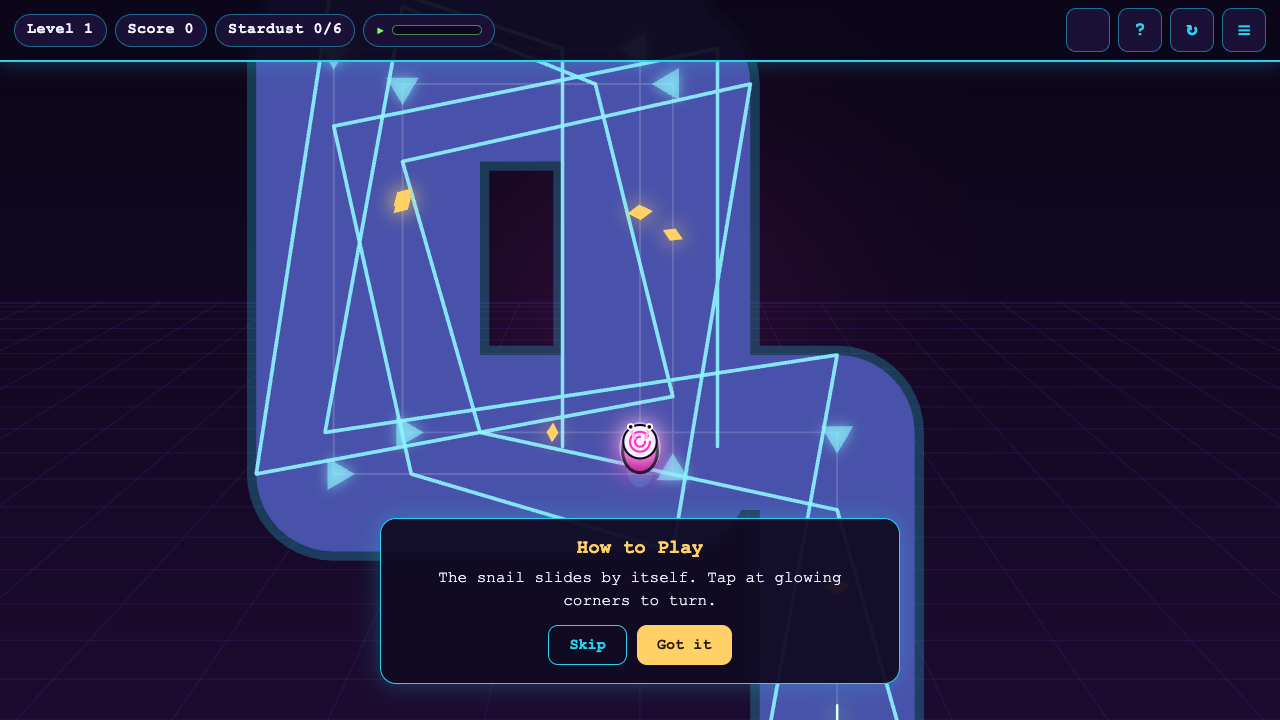 Level 1
Score 0
Stardust 0/6
?
How to Play
The snail slides by itself. Tap at glowing
corners to turn.
Skip
Got it